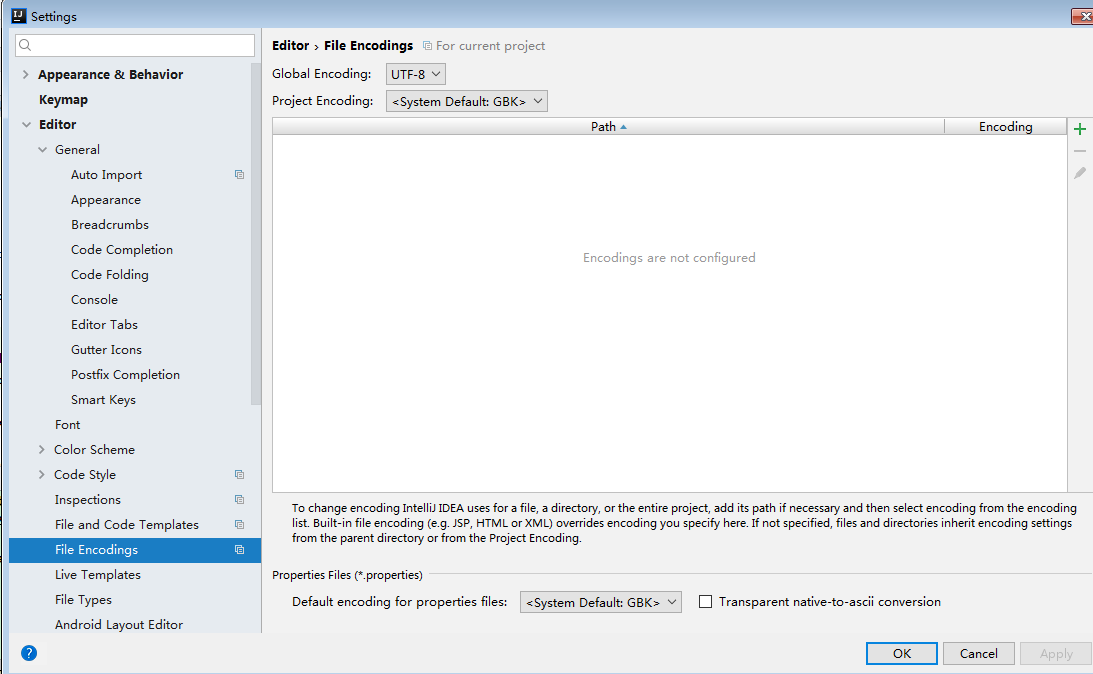 Settings
Appearance & Behavior
Keymap
Editor
General
Auto Import
Appearance
Breadcrumbs
Code Completion
Code Folding
Console
Editor Tabs
Gutter Icons
Postfix Completion
Smart Keys
Font
Color Scheme
Code Style
Inspections
File and Code Templates
File Encodings
Live Templates
File Types
Android Layout Editor
Editor › File Encodings For current project
Global Encoding: UTF-8
Project Encoding: <System Default: GBK>
Path Encoding
Encodings are not configured
To change encoding IntelliJ IDEA uses for a file, a directory, or the entire project, add its path if necessary and then select encoding from the encoding
list. Built-in file encoding (e.g. JSP, HTML or XML) overrides encoding you specify here. If not specified, files and directories inherit encoding settings
from the parent directory or from the Project Encoding.
Properties Files (*.properties)
Default encoding for properties files: <System Default: GBK> Transparent native-to-ascii conversion
? OK Cancel Apply